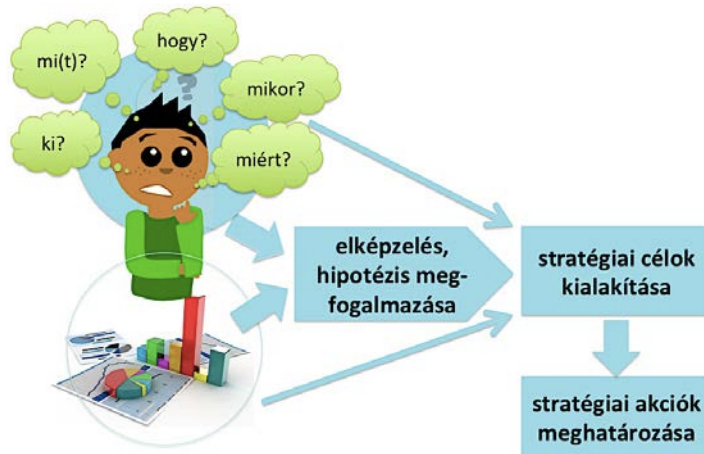 hogy?
mi(t)?
mikor?
ki?
miért?
?
elképzelés,
hipotézis meg-
fogalmazása
stratégiai célok
kialakítása
stratégiai akciók
meghatározása